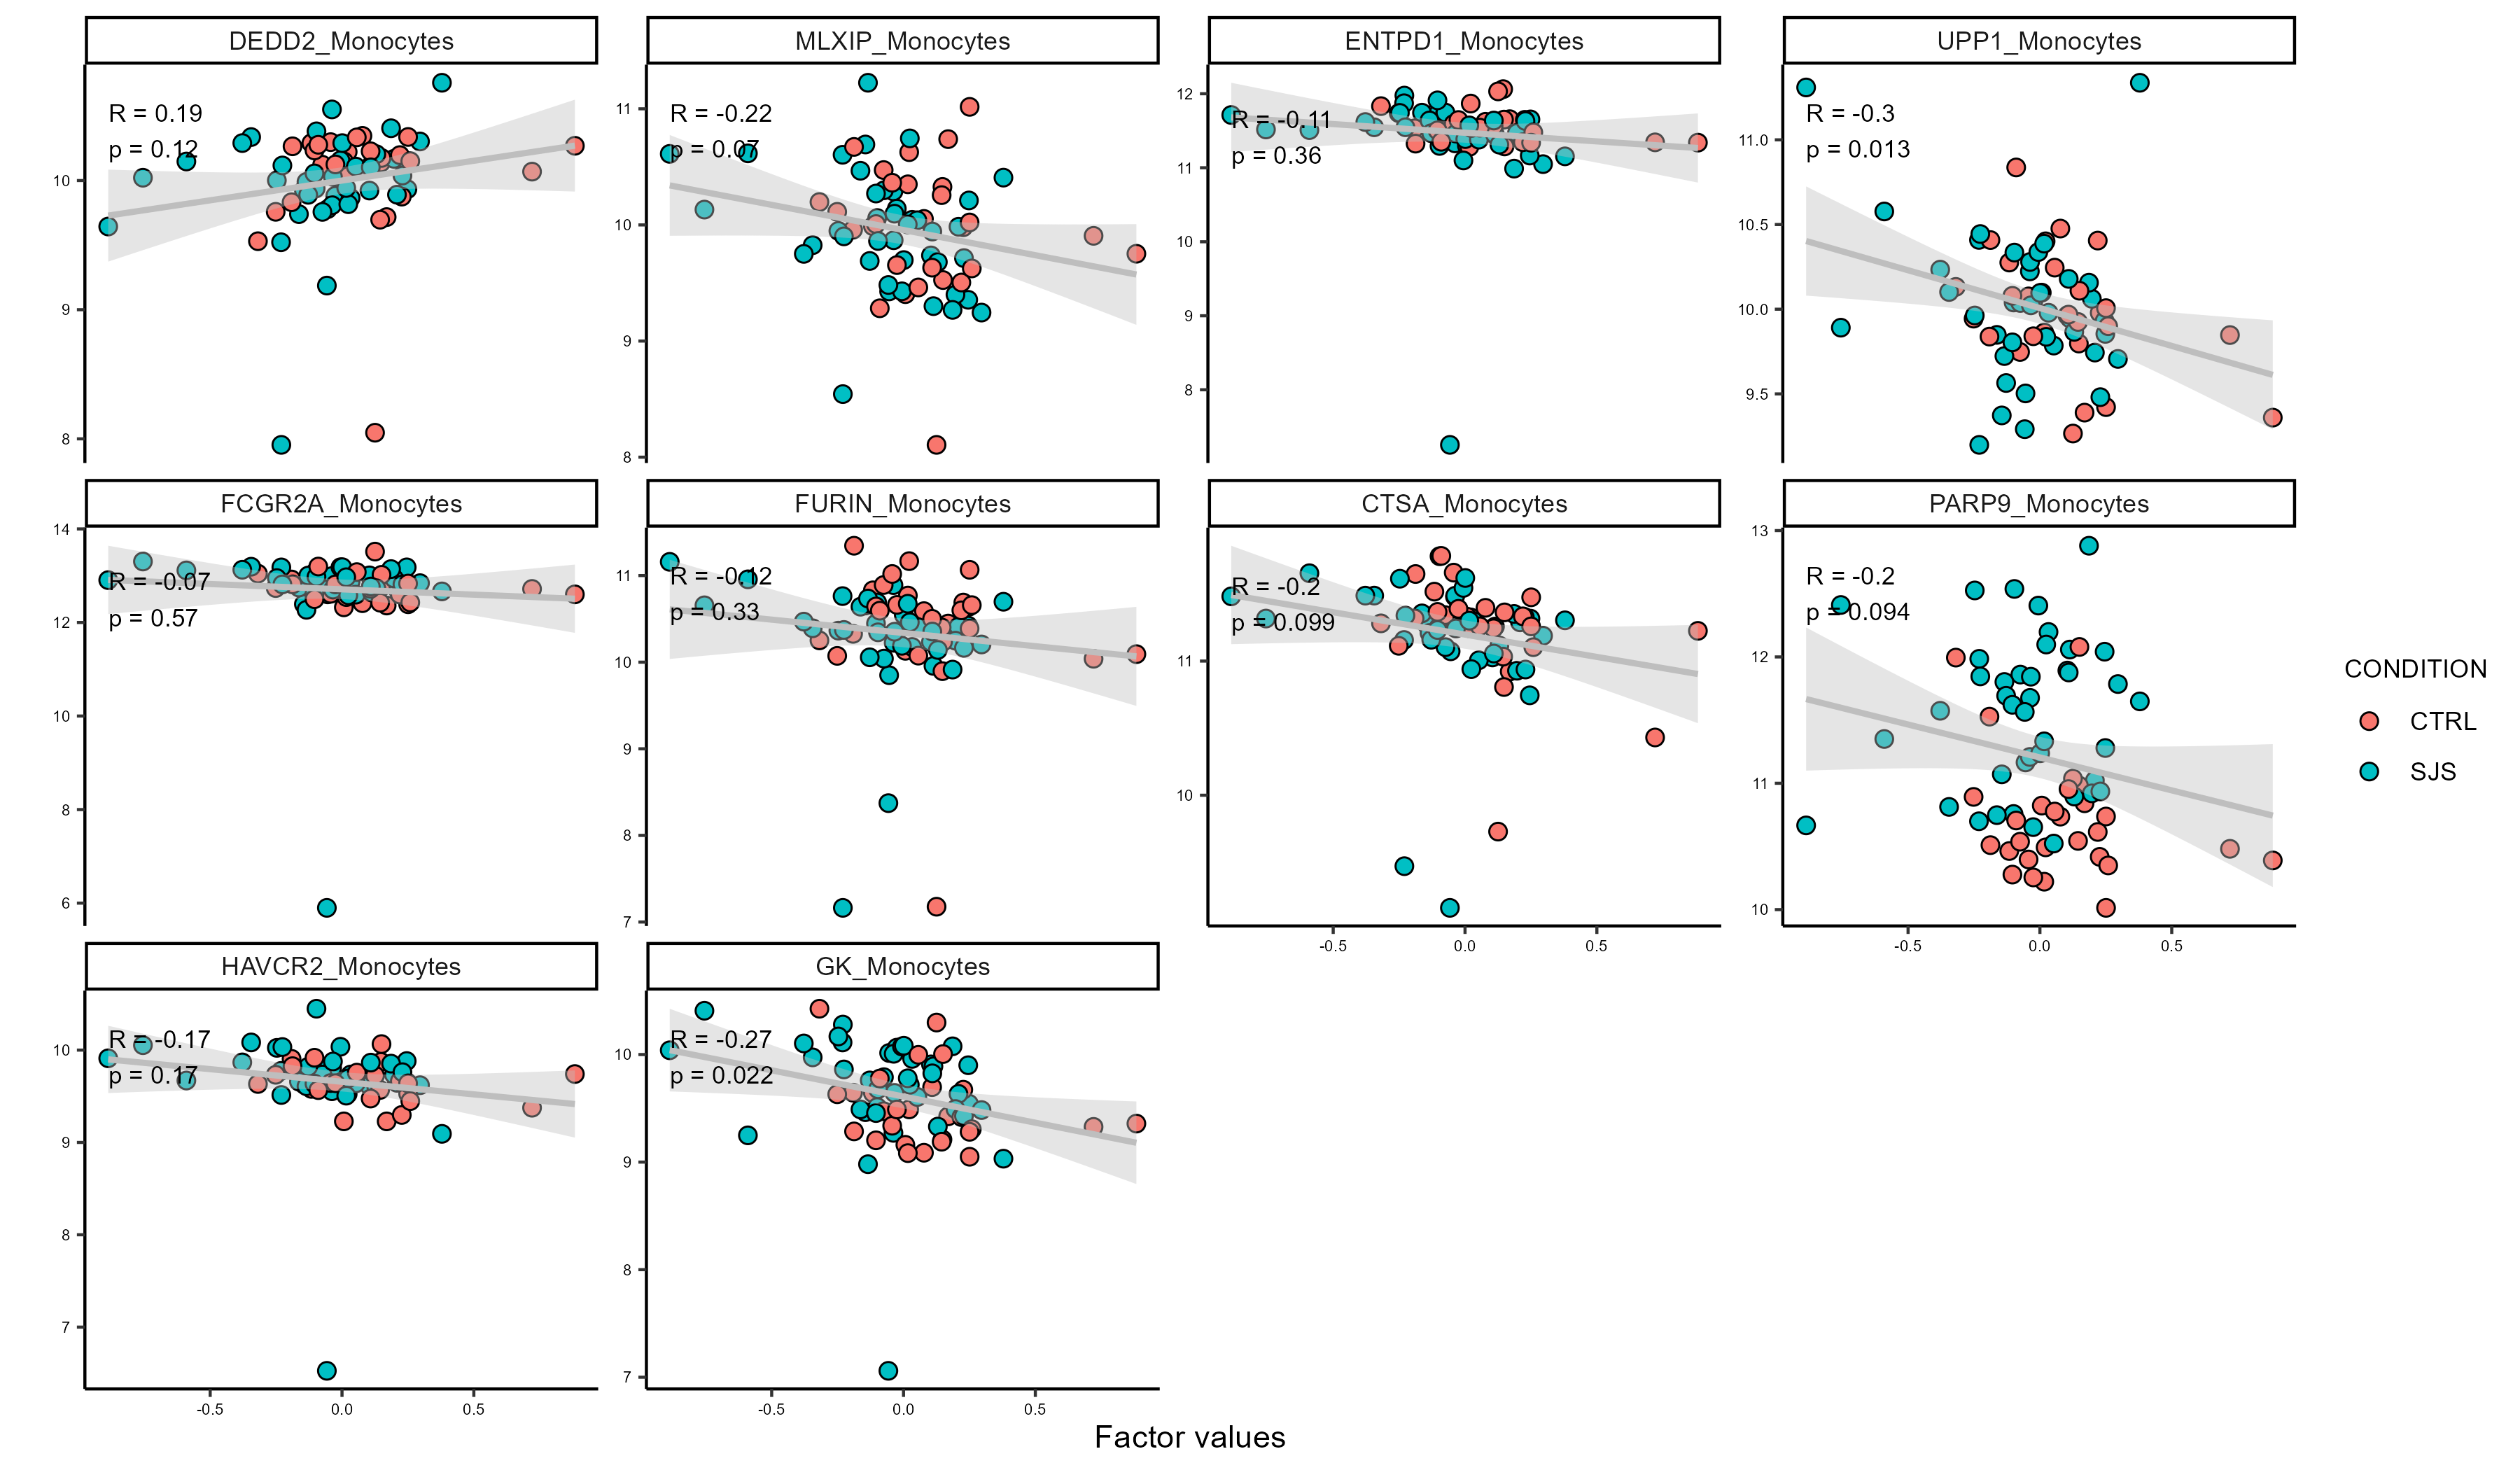 DEDD2_Monocytes
MLXIP_Monocytes
ENTPD1_Monocytes
UPP1_Monocytes
R = 0.19
p = 0.12
10
9
8
R = -0.22
p = 0.07
11
10
9
8
R = -0.11
p = 0.36
12
11
10
9
8
R = -0.3
p = 0.013
11.0
10.5
10.0
9.5
FCGR2A_Monocytes
FURIN_Monocytes
CTSA_Monocytes
PARP9_Monocytes
R = -0.07
p = 0.57
14
12
10
8
6
R = -0.12
p = 0.33
11
10
9
8
7
R = -0.2
p = 0.099
11
10
-0.5
0.0
0.5
R = -0.2
p = 0.094
13
12
11
10
-0.5
0.0
0.5
CONDITION
CTRL
SJS
HAVCR2_Monocytes
GK_Monocytes
R = -0.17
p = 0.17
10
9
8
7
-0.5
0.0
0.5
R = -0.27
p = 0.022
10
9
8
7
-0.5
0.0
0.5
Factor values